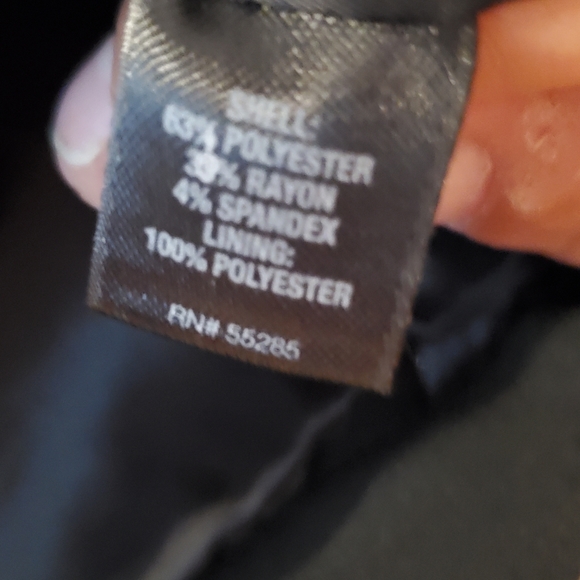 SHELL:
63% POLYESTER
33% RAYON
4% SPANDEX
LINING:
100% POLYESTER
RN# 55285